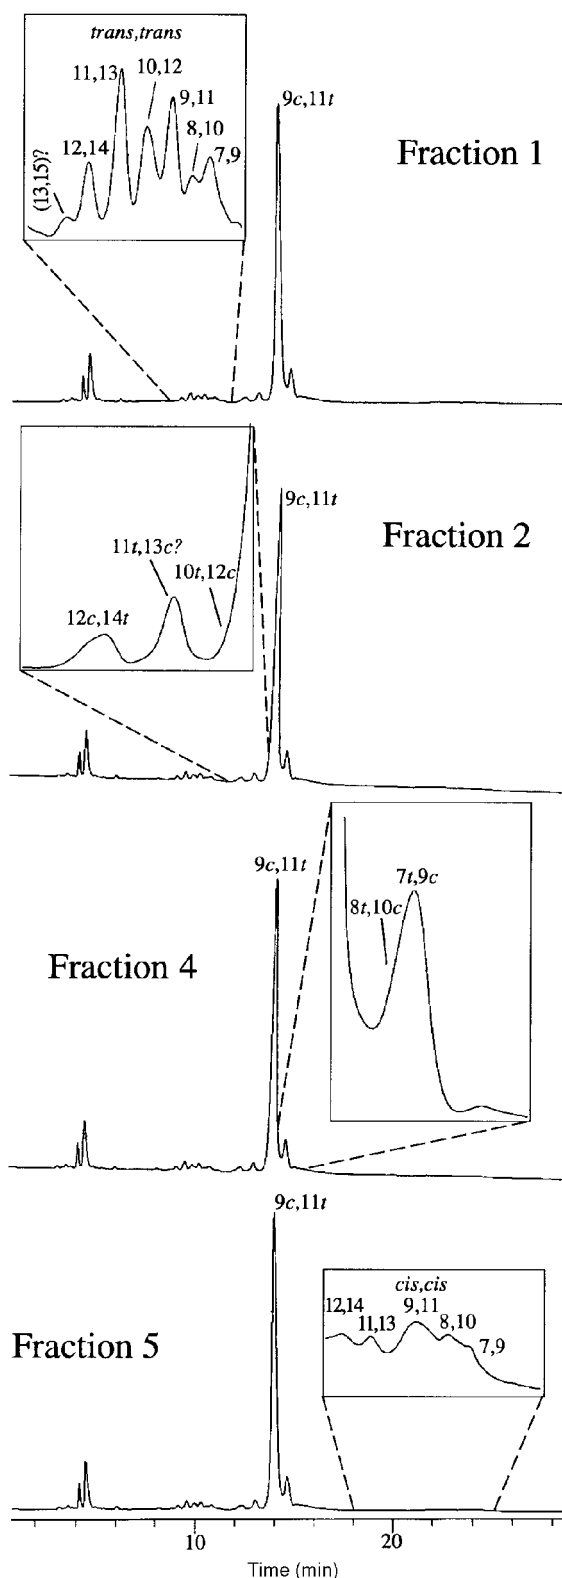 trans,trans
11,13
10,12
9,11
8,10
7,9
12,14
(13,15)?
9c,11t
Fraction 1
9c,11t
Fraction 2
11t,13c?
10t,12c
12c,14t
9c,11t
7t,9c
8t,10c
Fraction 4
9c,11t
cis,cis
12,14
11,13
9,11
8,10
7,9
Fraction 5
10
20
Time (min)